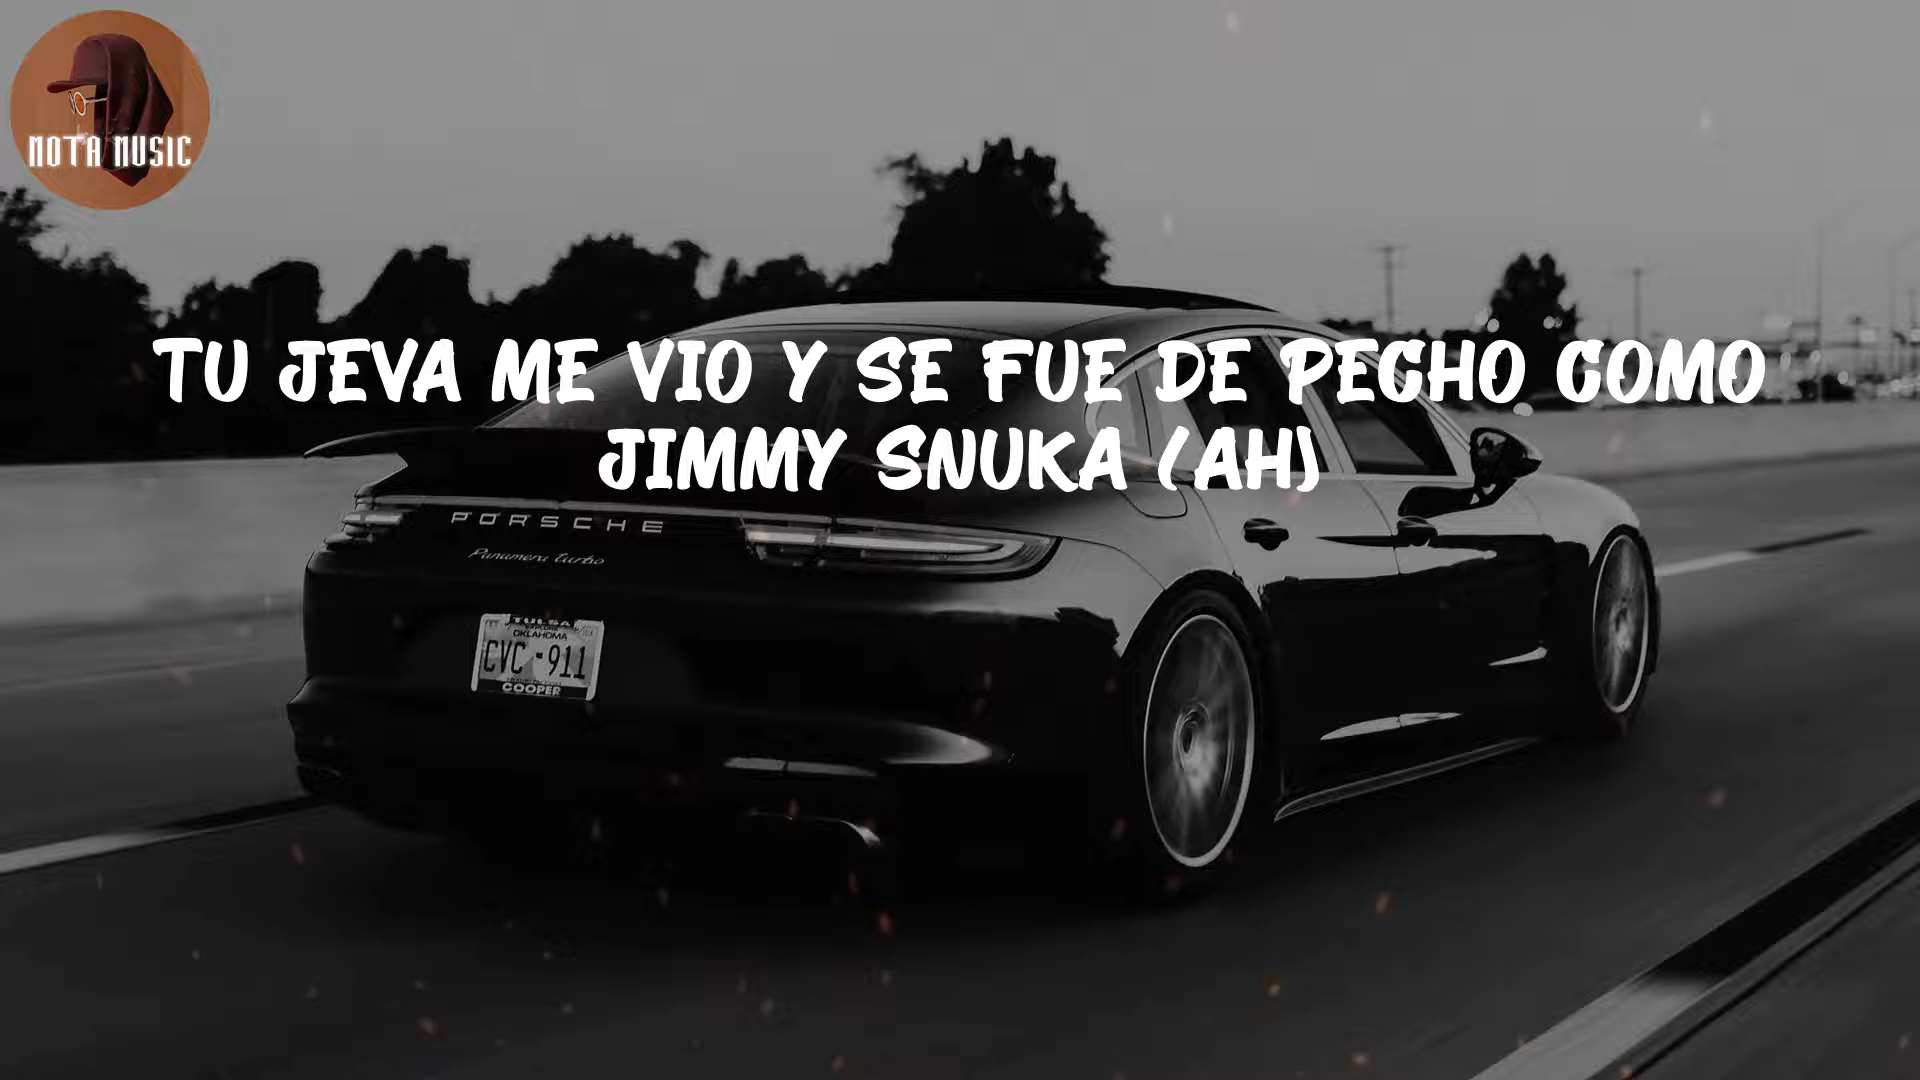 MOTA MUSIC
TU JEVA ME VIO Y SE FUE DE PECHO COMO
JIMMY SNUKA (AH)
PORSCHE
Panamera turbo
TULSA
OKLAHOMA
CVC-911
COOPER